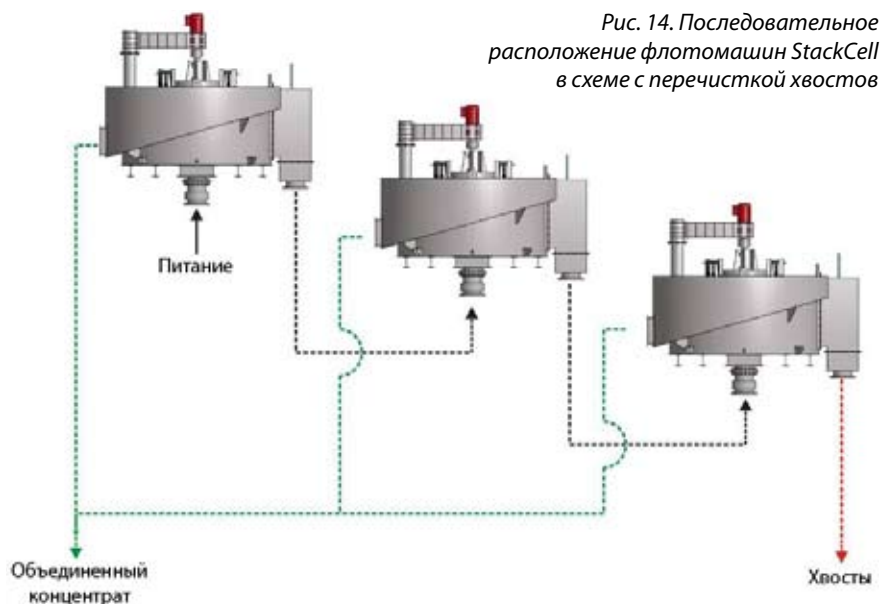 Рис. 14. Последовательное
расположение флотомашин StackCell
в схеме с перечисткой хвостов
Питание
Объединенный
концентрат
Хвосты